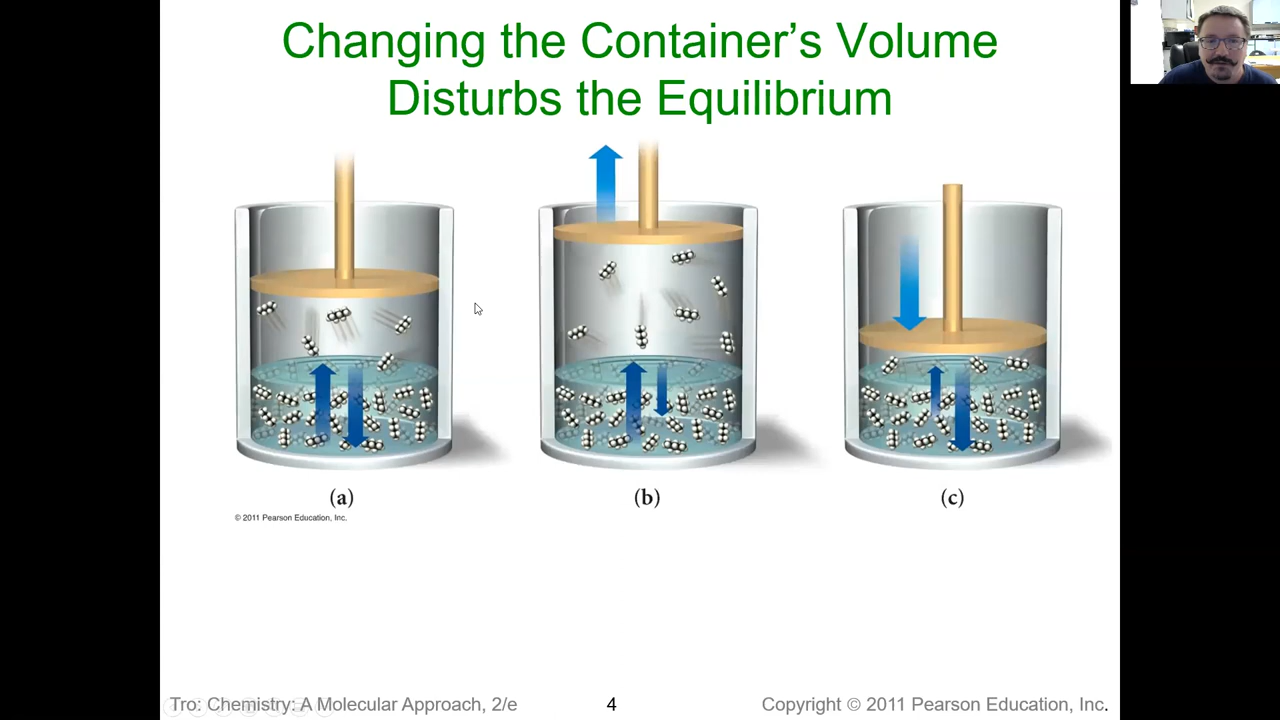 Changing the Container's Volume
Disturbs the Equilibrium
(a)
(b)
(c)
© 2011 Pearson Education, Inc.
Tro: Chemistry: A Molecular Approach, 2/e
4
Copyright © 2011 Pearson Education, Inc.